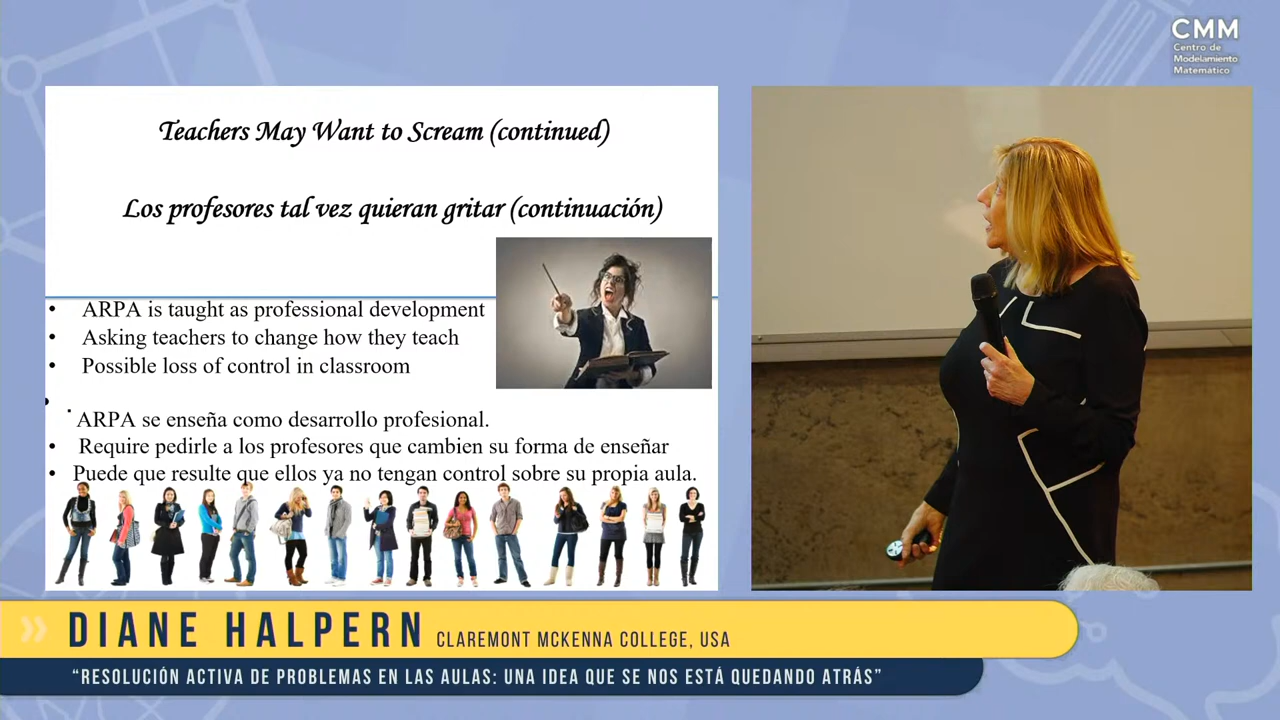 CMM
Centro de
Modelamiento
Matemático
Teachers May Want to Scream (continued)
Los profesores tal vez quieran gritar (continuación)
• ARPA is taught as professional development
• Asking teachers to change how they teach
• Possible loss of control in classroom
• ARPA se enseña como desarrollo profesional.
• Require pedirle a los profesores que cambien su forma de enseñar
• Puede que resulte que ellos ya no tengan control sobre su propia aula.
DIANE HALPERN CLAREMONT MCKENNA COLLEGE, USA
“RESOLUCIÓN ACTIVA DE PROBLEMAS EN LAS AULAS: UNA IDEA QUE SE NOS ESTÁ QUEDANDO ATRÁS”